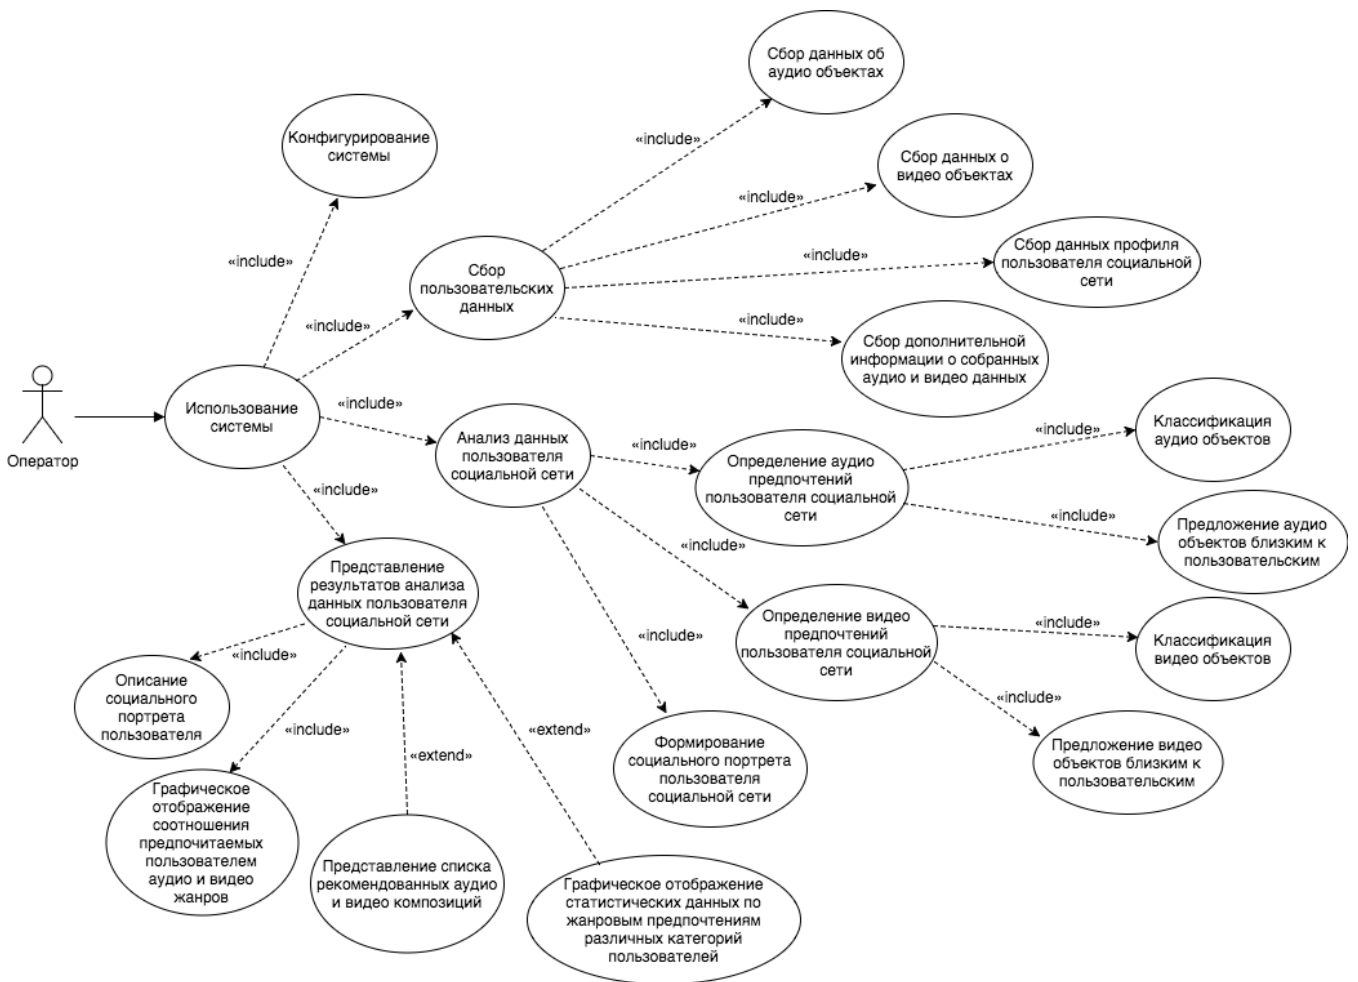 Сбор данных об
аудио объектах
Конфигурирование
системы
«include»
Сбор данных о
видео объектах
«include»
Сбор
пользовательских
данных
«include»
Сбор данных профиля
пользователя социальной
сети
«include»
«include»
«include»
«include»
Сбор дополнительной
информации о собранных
аудио и видео данных
Оператор
Использование
системы
«include»
Анализ данных
пользователя
социальной сети
«include»
Определение аудио
предпочтений
пользователя социальной
сети
«include»
Классификация
аудио объектов
«include»
Предложение аудио
объектов близким к
пользовательским
«include»
Представление
результатов анализа
данных пользователя
социальной сети
«include»
Определение видео
предпочтений
пользователя социальной
сети
«include»
Классификация
видео объектов
«include»
Предложение видео
объектов близким к
пользовательским
«include»
Формирование
социального портрета
пользователя
социальной сети
«include»
Описание
социального
портрета
пользователя
«include»
Графическое
отображение
соотношения
предпочитаемых
пользователем
аудио и видео
жанров
«extend»
Представление списка
рекомендованных аудио
и видео композиций
«extend»
Графическое отображение
статистических данных по
жанровым предпочтениям
различных категорий
пользователей